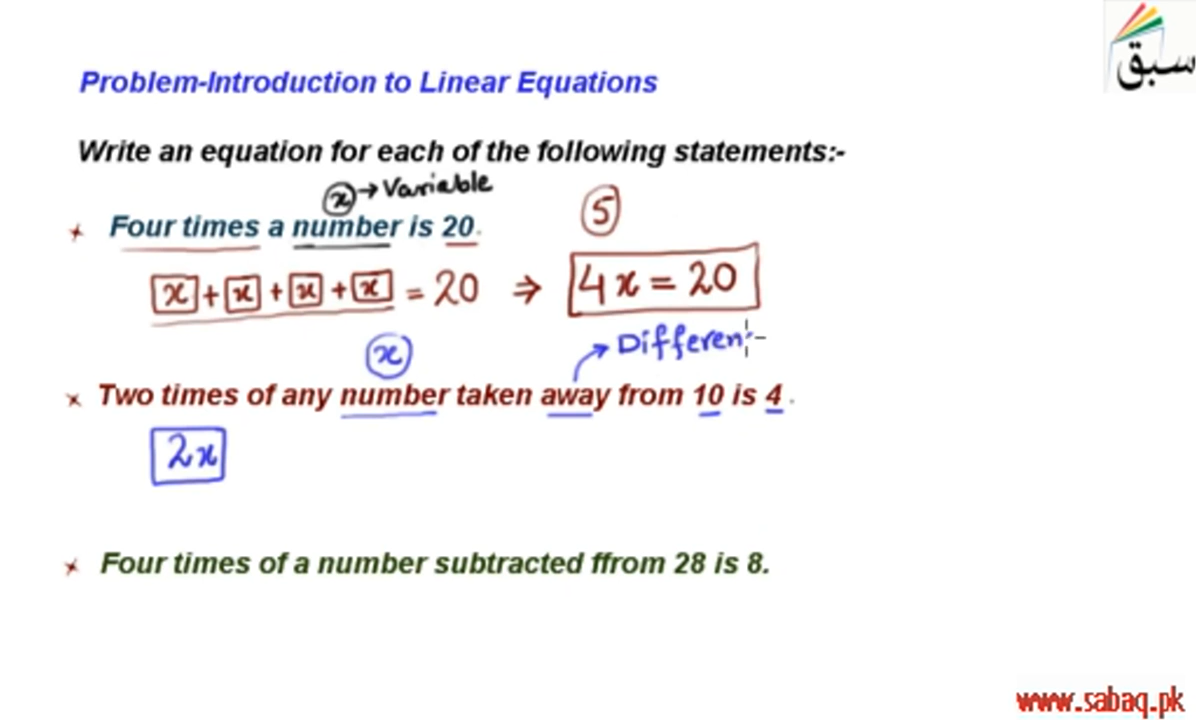 سبق
Problem-Introduction to Linear Equations
Write an equation for each of the following statements:-
x → Variable
Four times a number is 20.
5
x + x + x + x = 20 ⇒ 4x = 20
x
Differen
× Two times of any number taken away from 10 is 4.
2x
× Four times of a number subtracted ffrom 28 is 8.
www.sabaq.pk